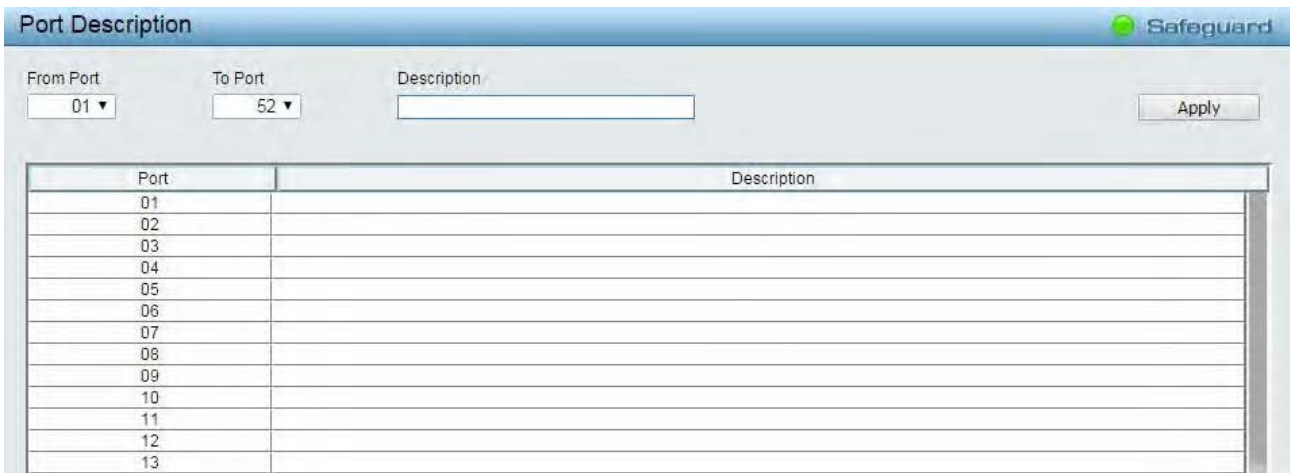 Port Description
Safeguard
From Port To Port Description
01 52 Apply
Port Description
01
02
03
04
05
06
07
08
09
10
11
12
13